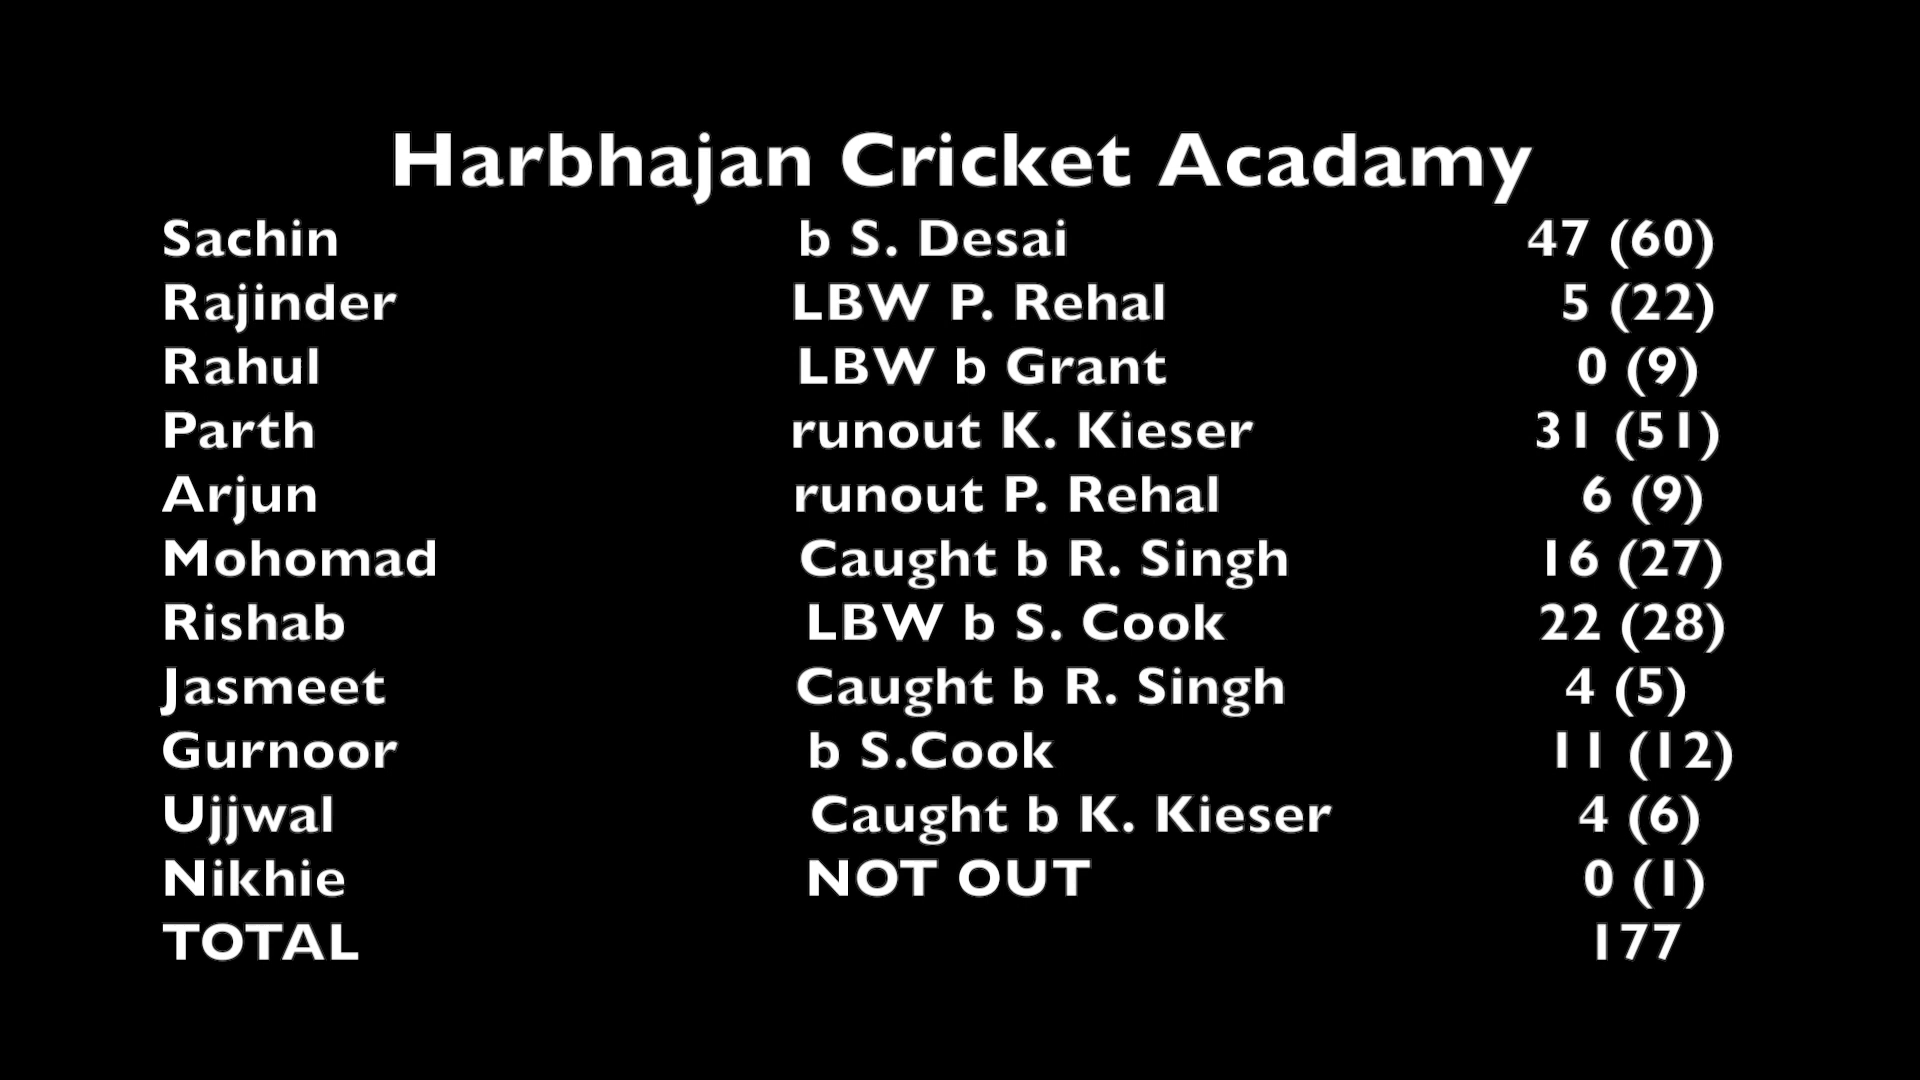 Harbhajan Cricket Acadamy
Sachin b S. Desai 47 (60)
Rajinder LBW P. Rehal 5 (22)
Rahul LBW b Grant 0 (9)
Parth runout K. Kieser 31 (51)
Arjun runout P. Rehal 6 (9)
Mohomad Caught b R. Singh 16 (27)
Rishab LBW b S. Cook 22 (28)
Jasmeet Caught b R. Singh 4 (5)
Gurnoor b S.Cook 11 (12)
Ujjwal Caught b K. Kieser 4 (6)
Nikhie NOT OUT 0 (1)
TOTAL 177